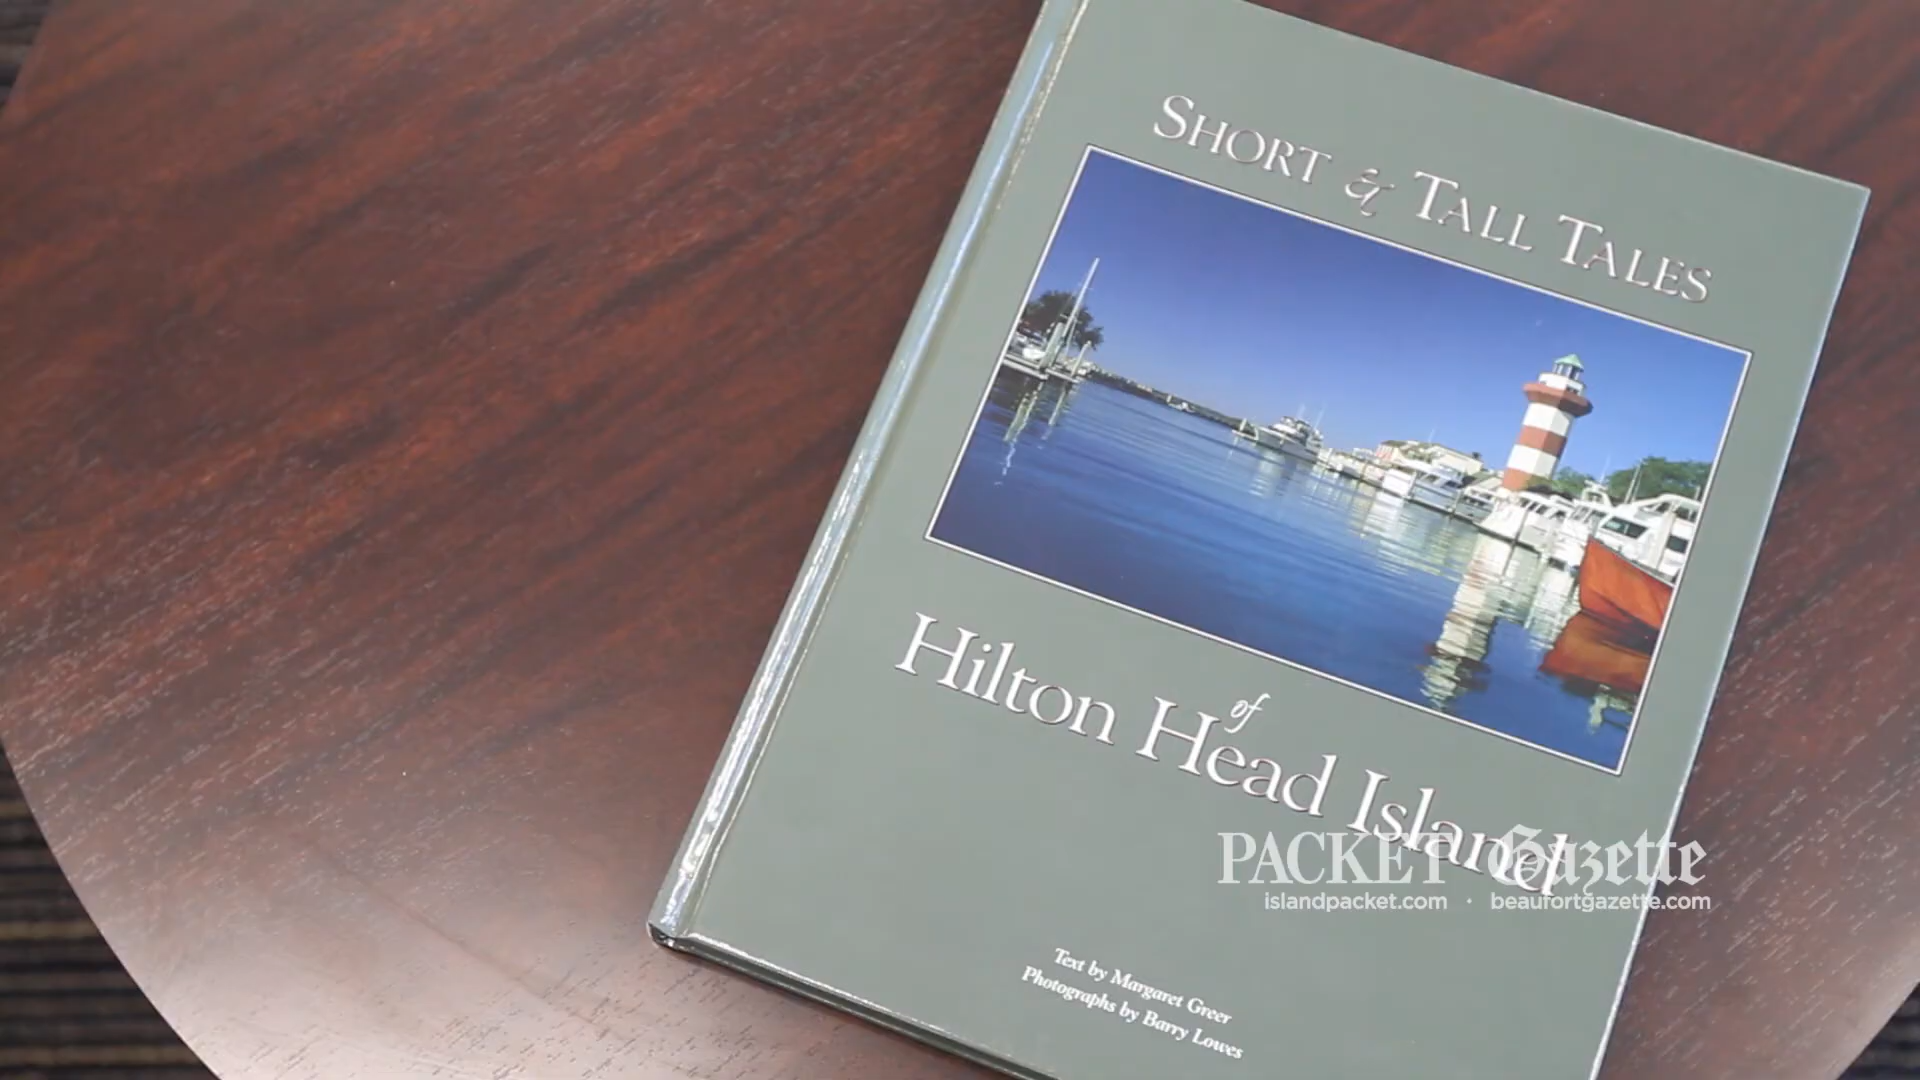 SHORT & TALL TALES
of
Hilton Head Island
PACKET Gazette
islandpacket.com · beaufortgazette.com
Text by Margaret Greer
Photographs by Barry Lowes